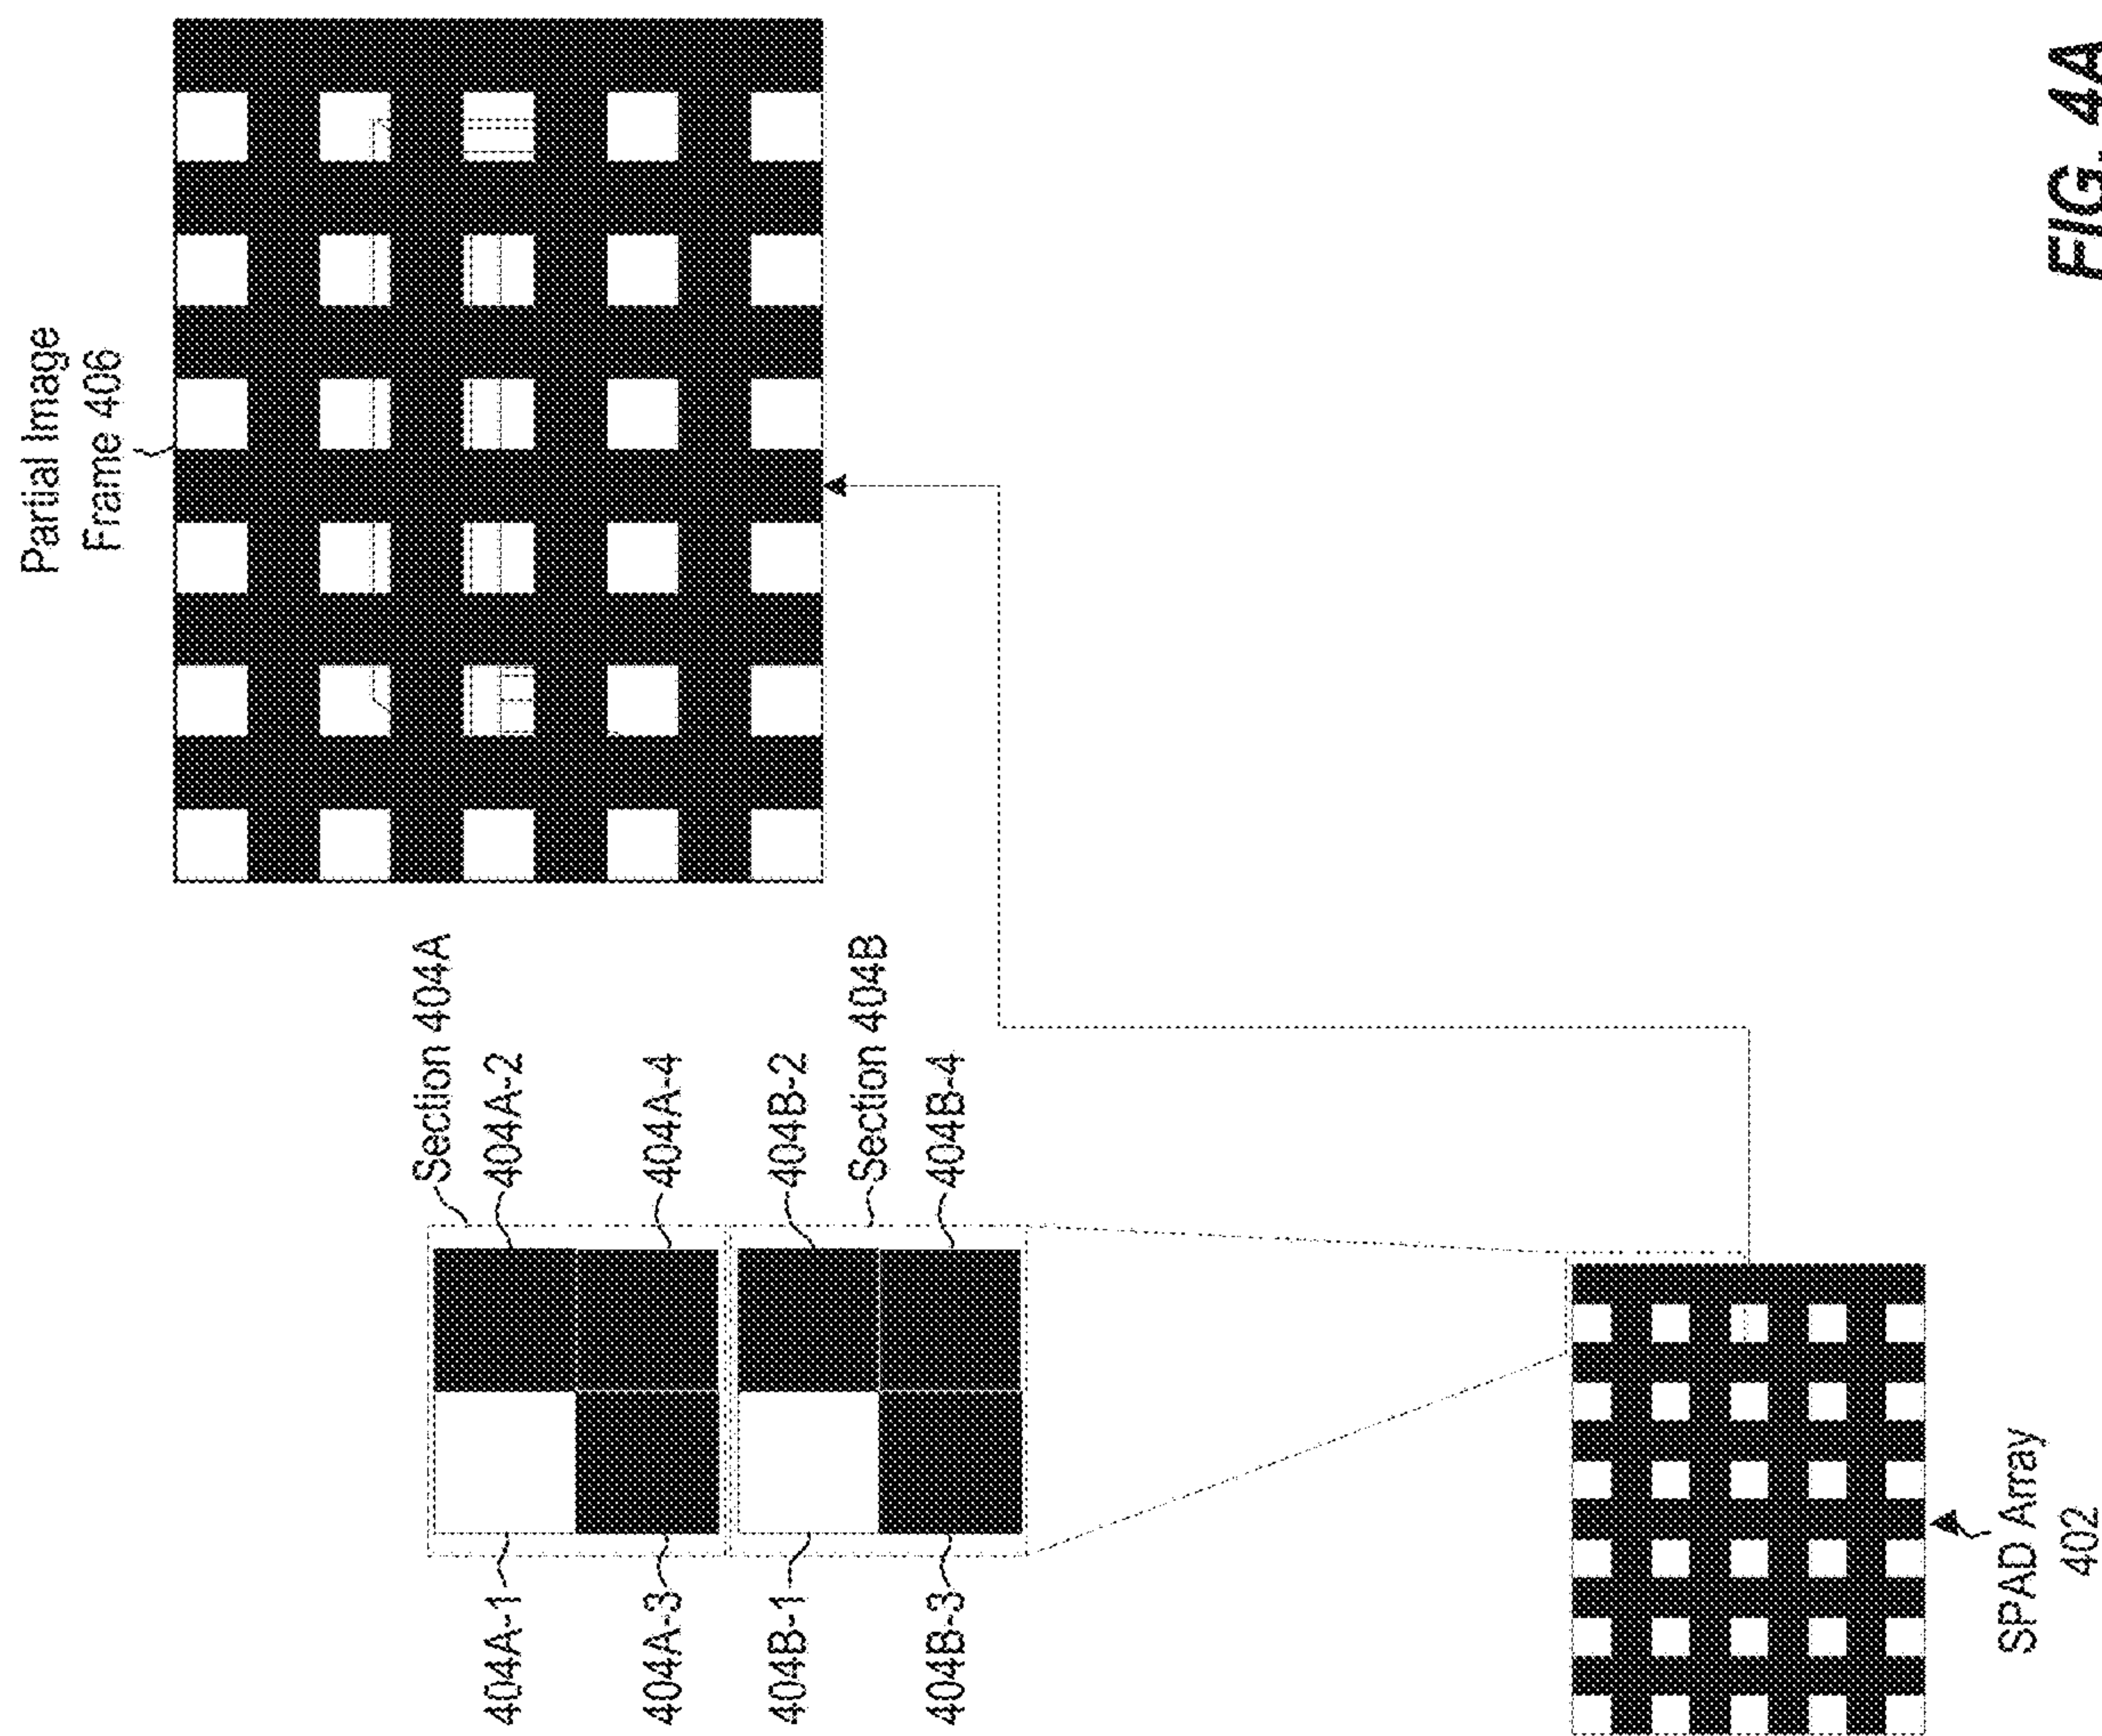 Partial Image
Frame 406
Section 404A
404A-1
404A-2
404A-3
404A-4
404B-1
404B-2
Section 404B
404B-3
404B-4
SPAD Array
402
FIG. 4A